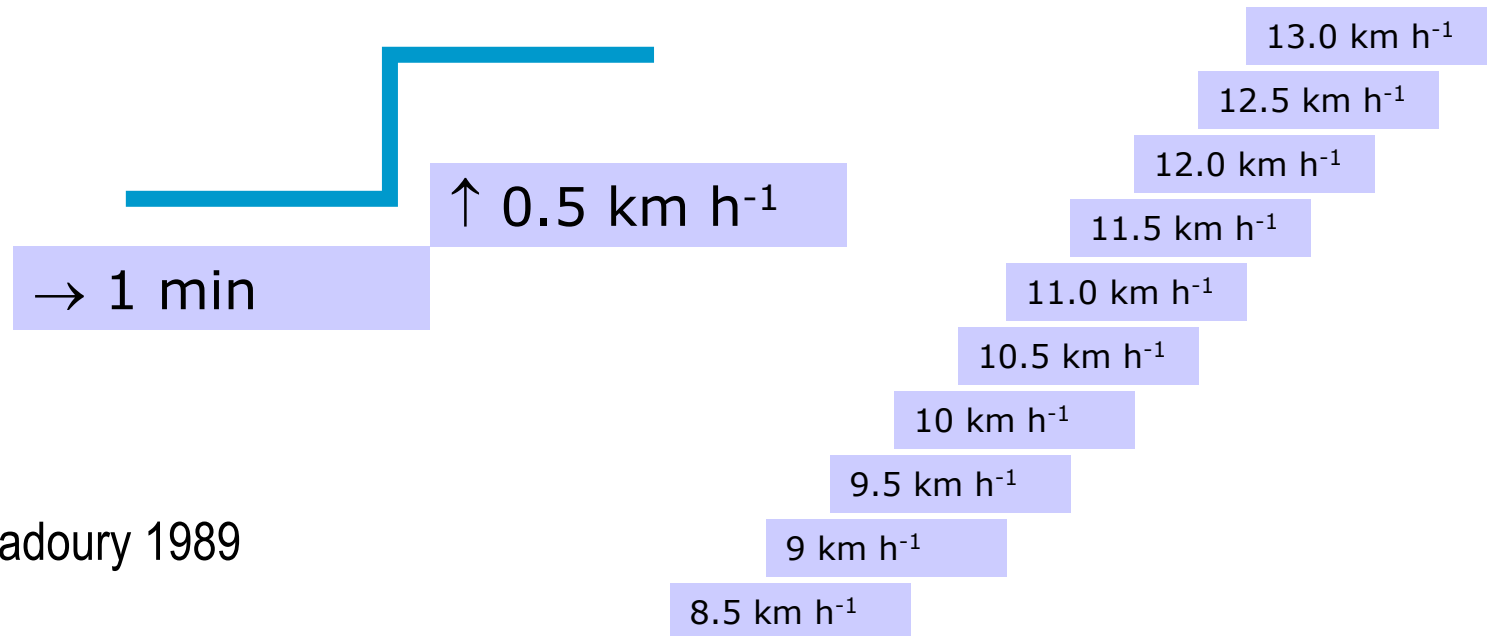 13.0 km h-1
12.5 km h-1
12.0 km h-1
↑ 0.5 km h-1
11.5 km h-1
→ 1 min
11.0 km h-1
10.5 km h-1
10 km h-1
9.5 km h-1
adoury 1989
9 km h-1
8.5 km h-1